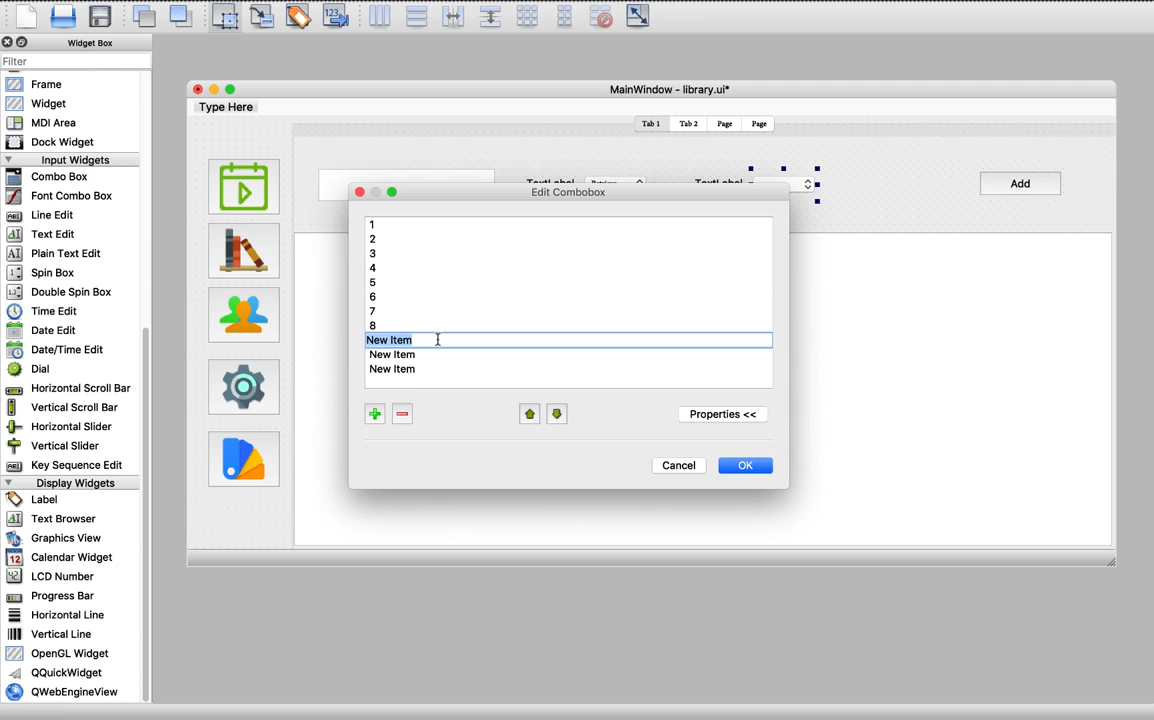 Widget Box
Filter
Frame
Widget
MDI Area
Dock Widget
Input Widgets
Combo Box
Font Combo Box
Line Edit
Text Edit
Plain Text Edit
Spin Box
Double Spin Box
Time Edit
Date Edit
Date/Time Edit
Dial
Horizontal Scroll Bar
Vertical Scroll Bar
Horizontal Slider
Vertical Slider
Key Sequence Edit
Display Widgets
Label
Text Browser
Graphics View
Calendar Widget
LCD Number
Progress Bar
Horizontal Line
Vertical Line
OpenGL Widget
QQuickWidget
QWebEngineView
MainWindow - library.ui*
Type Here
Tab 1 Tab 2 Page Page
TextLabel TextLabel Add
Edit Combobox
1
2
3
4
5
6
7
8
New Item
New Item
New Item
Properties <<
Cancel OK